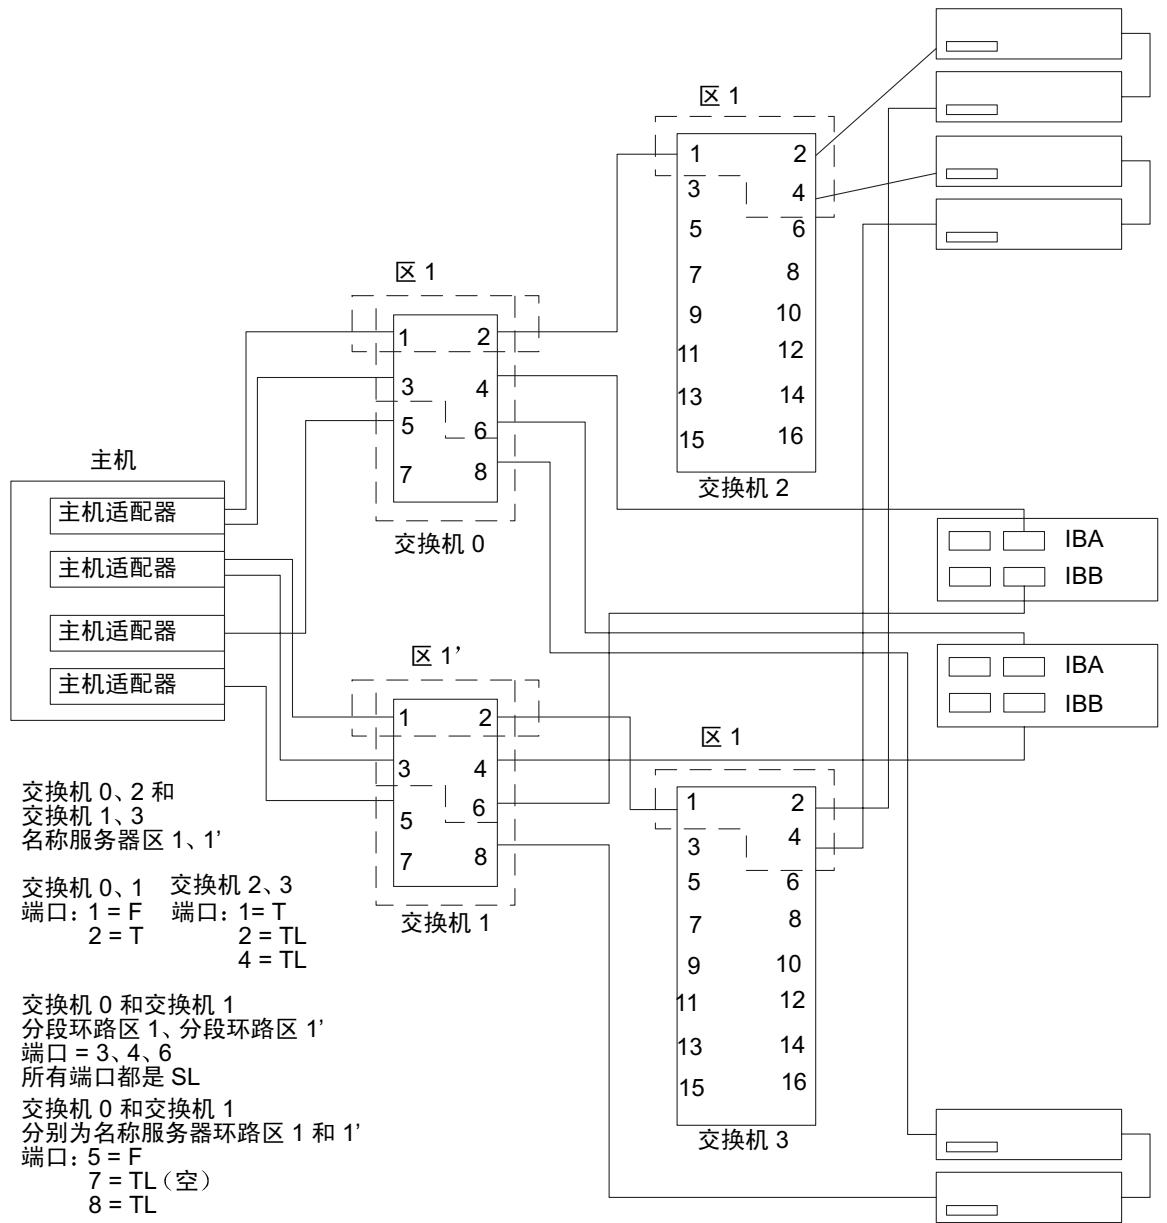 区 1
1 2
3 4
5 6
7 8
9 10
11 12
13 14
15 16
交换机 2
区 1
1 2
3 4
5 6
7 8
交换机 0
主机
主机适配器
主机适配器
主机适配器
主机适配器
IBA
IBB
IBA
IBB
区 1’
1 2
3 4
5 6
7 8
交换机 1
区 1
1 2
3 4
5 6
7 8
9 10
11 12
13 14
15 16
交换机 3
交换机 0、2 和
交换机 1、3
名称服务器区 1、1'
交换机 0、1 交换机 2、3
端口：1 = F 端口：1= T
2 = T 2 = TL
4 = TL
交换机 0 和交换机 1
分段环路区 1、分段环路区 1'
端口 = 3、4、6
所有端口都是 SL
交换机 0 和交换机 1
分别为名称服务器环路区 1 和 1'
端口：5 = F
7 = TL（空）
8 = TL